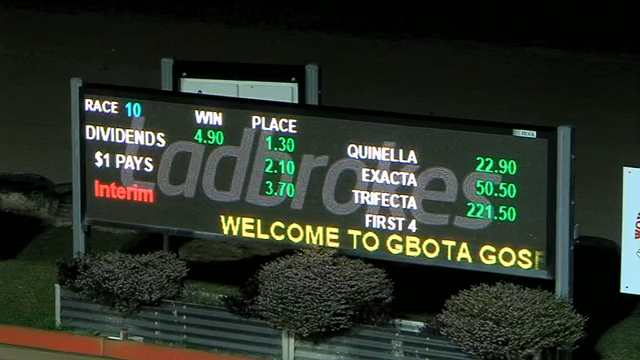 RACE 10
WIN PLACE
DIVIDENDS 4.90 1.30
$1 PAYS 2.10
Interim 3.70
QUINELLA 22.90
EXACTA 50.50
TRIFECTA 221.50
FIRST 4
Ladbrokes
WELCOME TO GBOTA GOSF